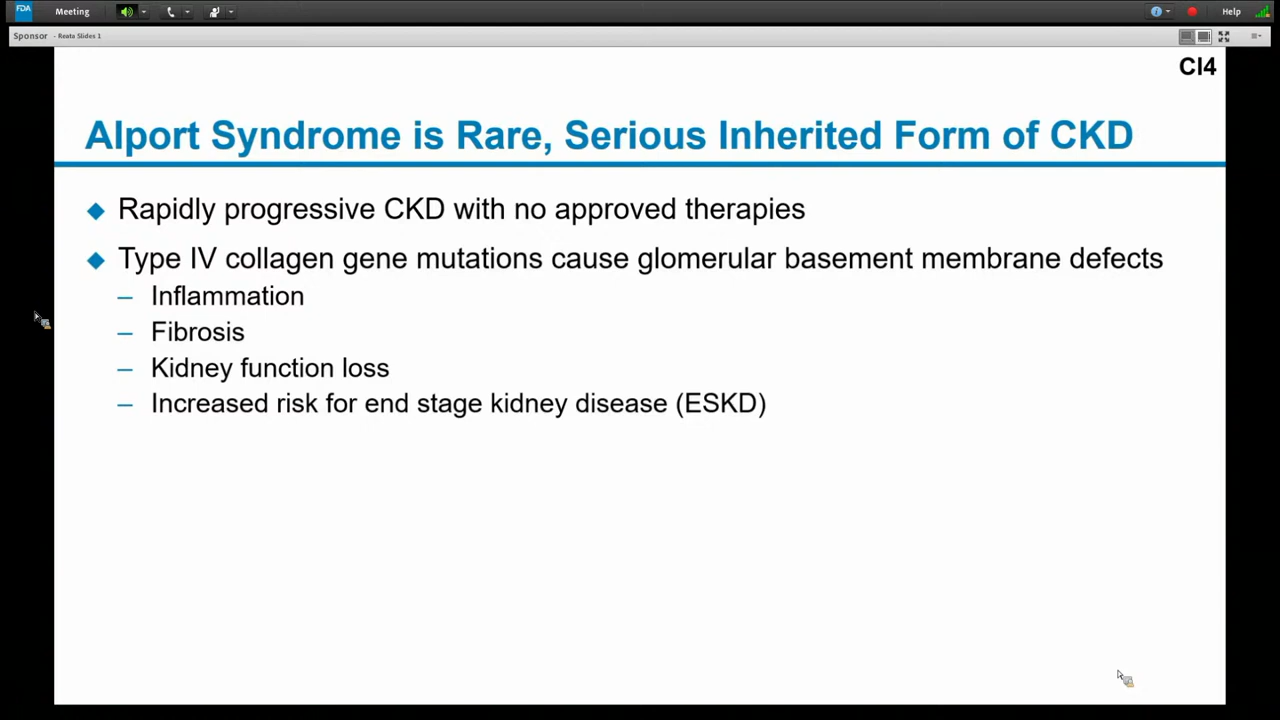 FDA
Meeting
Help
Sponsor - Reata Slides 1
CI4
Alport Syndrome is Rare, Serious Inherited Form of CKD
Rapidly progressive CKD with no approved therapies
Type IV collagen gene mutations cause glomerular basement membrane defects
– Inflammation
– Fibrosis
– Kidney function loss
– Increased risk for end stage kidney disease (ESKD)